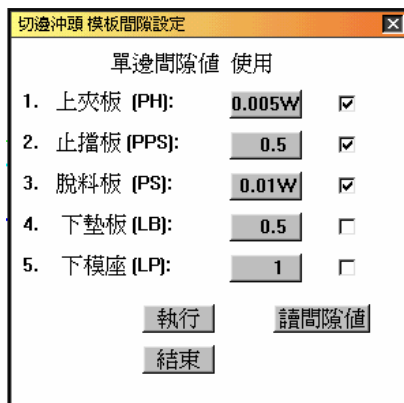 切邊沖頭 模板間隙設定
單邊間隙值 使用
1. 上夾板 (PH): 0.005W
2. 止擋板 (PPS): 0.5
3. 脫料板 (PS): 0.01W
4. 下墊板 (LB): 0.5
5. 下模座 (LP): 1
執行 讀間隙值
結束